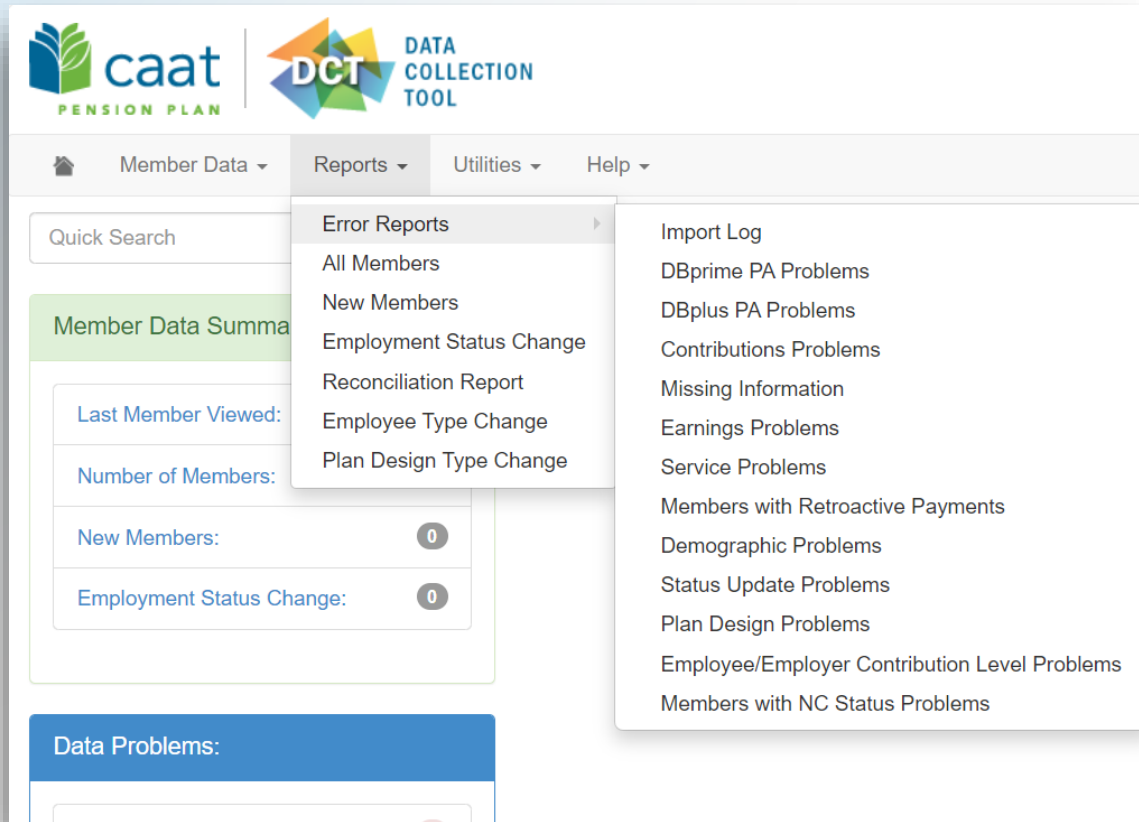 caat
PENSION PLAN
DCT
DATA
COLLECTION
TOOL
Member Data
Reports
Utilities
Help
Quick Search
Error Reports
All Members
New Members
Employment Status Change
Reconciliation Report
Employee Type Change
Plan Design Type Change
Import Log
DBprime PA Problems
DBplus PA Problems
Contributions Problems
Missing Information
Earnings Problems
Service Problems
Members with Retroactive Payments
Demographic Problems
Status Update Problems
Plan Design Problems
Employee/Employer Contribution Level Problems
Members with NC Status Problems
Member Data Summa
Last Member Viewed:
Number of Members:
New Members: 0
Employment Status Change: 0
Data Problems: